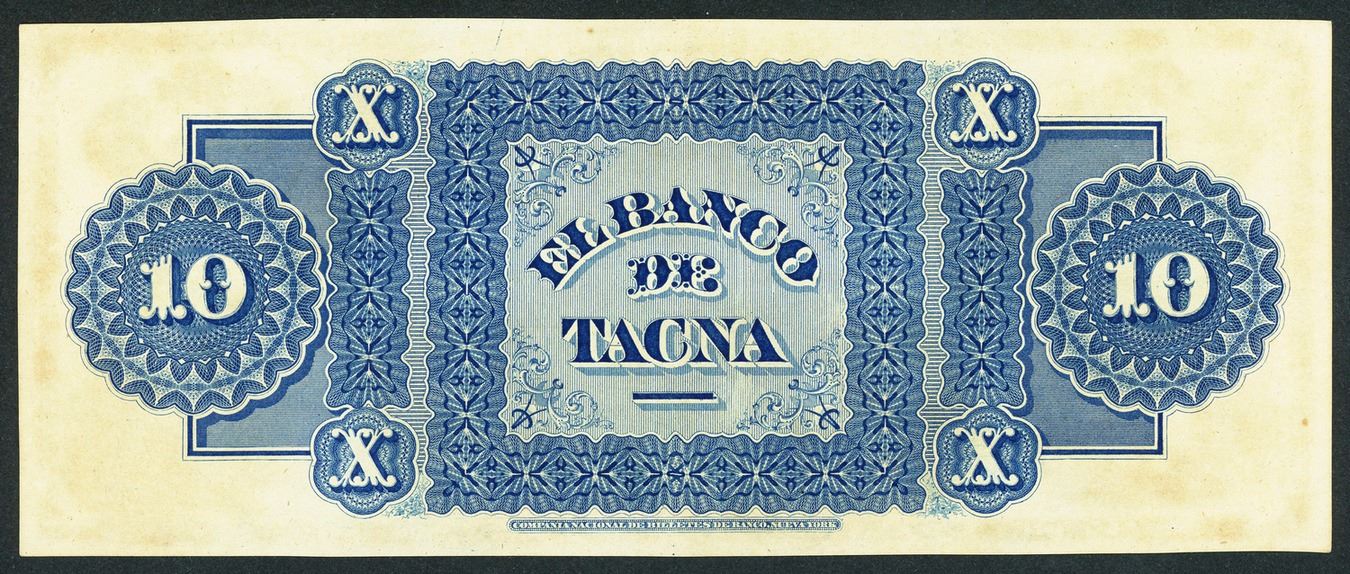 X X
10 10
EL BANCO
DE
TACNA
X X
COMPAÑIA NACIONAL DE BILLETES DE BANCO, NUEVA YORK